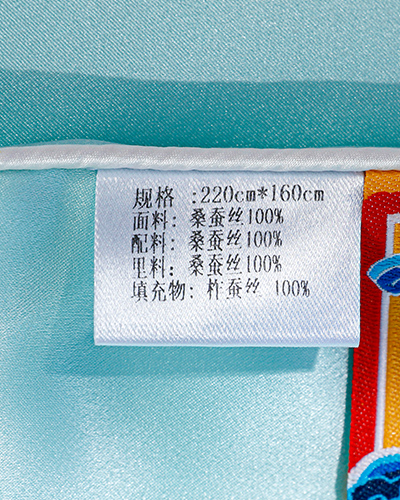 规格 :220cm*160cm
面料: 桑蚕丝100%
配料: 桑蚕丝100%
里料: 桑蚕丝100%
填充物: 柞蚕丝 100%